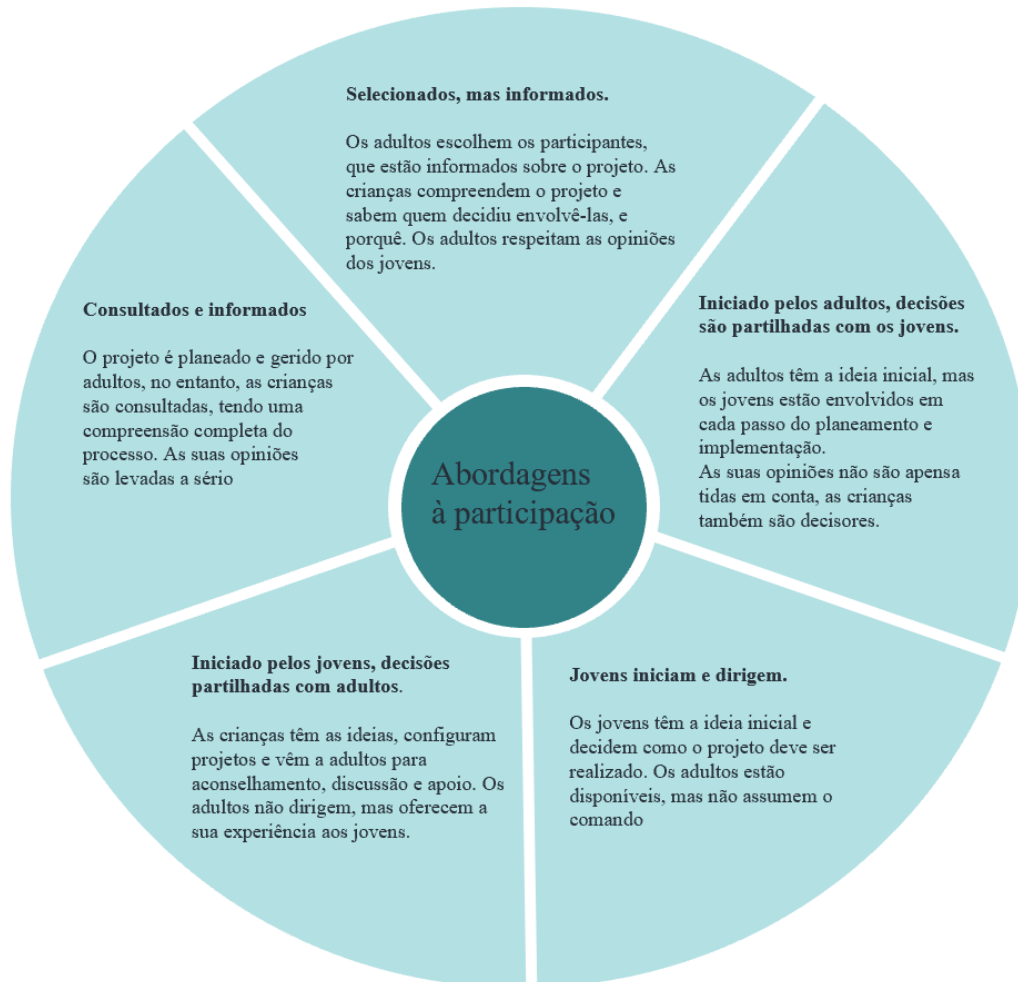 Selecionados, mas informados.
Os adultos escolhem os participantes,
que estão informados sobre o projeto. As
crianças compreendem o projeto e
sabem quem decidiu envolvê-las, e
porquê. Os adultos respeitam as opiniões
dos jovens.
Iniciado pelos adultos, decisões
são partilhadas com os jovens.
As adultos têm a ideia inicial, mas
os jovens estão envolvidos em
cada passo do planeamento e
implementação.
As suas opiniões não são apensa
tidas em conta, as crianças
também são decisores.
Jovens iniciam e dirigem.
Os jovens têm a ideia inicial e
decidem como o projeto deve ser
realizado. Os adultos estão
disponíveis, mas não assumem o
comando
Iniciado pelos jovens, decisões
partilhadas com adultos.
As crianças têm as ideias, configuram
projetos e vêm a adultos para
aconselhamento, discussão e apoio. Os
adultos não dirigem, mas oferecem a
sua experiência aos jovens.
Consultados e informados
O projeto é planeado e gerido por
adultos, no entanto, as crianças
são consultadas, tendo uma
compreensão completa do
processo. As suas opiniões
são levadas a sério
Abordagens
à participação